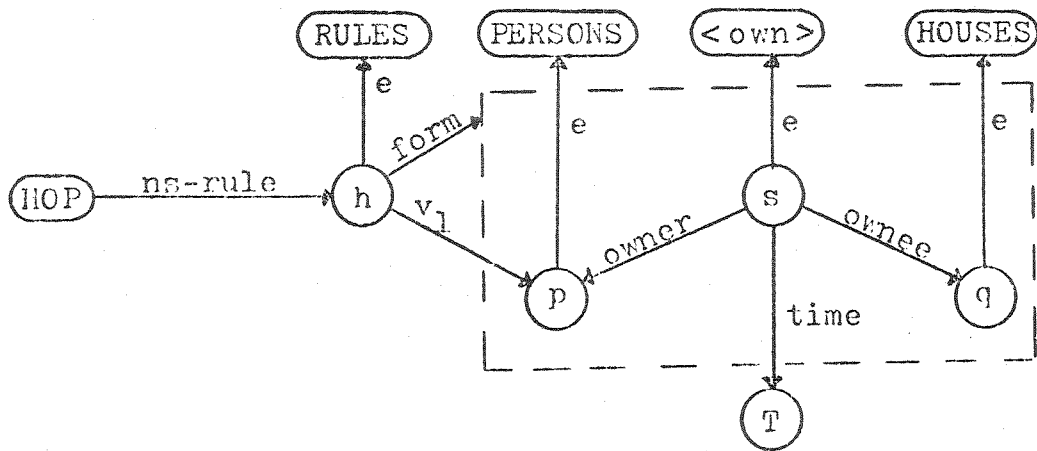 RULES PERSONS <own> HOUSES
e form e e e
HOP ns-rule h v1 s
owner ownee
p q
time
T